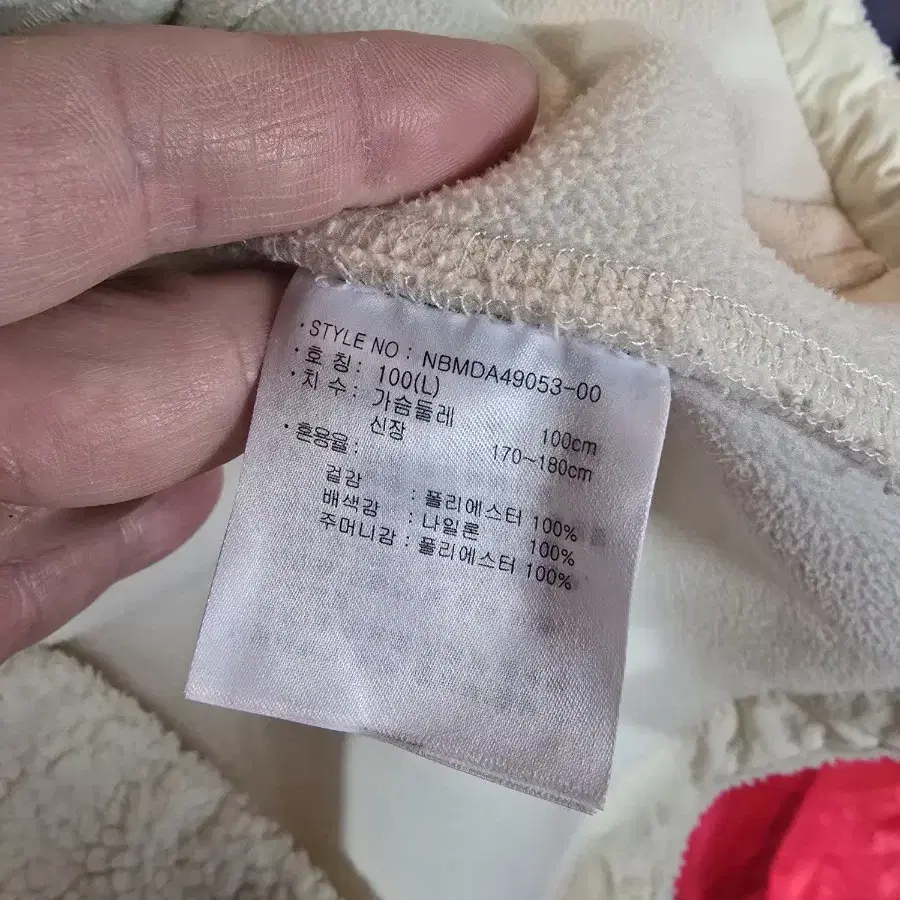 · STYLE NO : NBMDA49053-00
· 호 칭 : 100(L)
· 치 수 : 가슴둘레 100cm
신장 170~180cm
· 혼용율 :
겉감 : 폴리에스터 100%
배색감 : 나일론 100%
주머니감 : 폴리에스터 100%